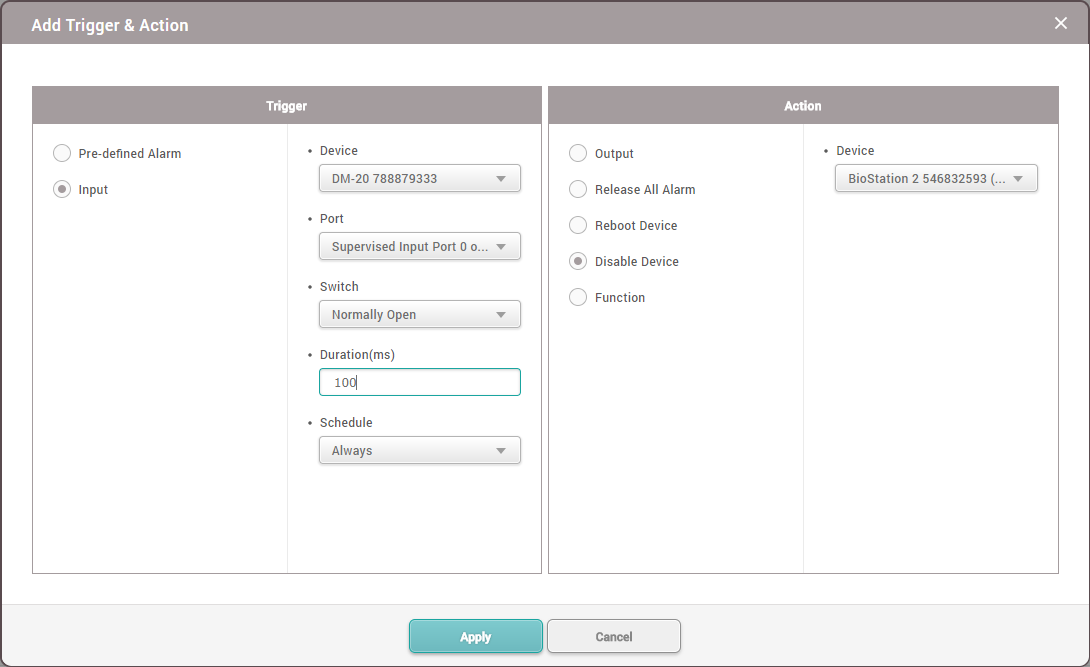 Add Trigger & Action
Trigger
Pre-defined Alarm
Input
• Device
DM-20 788879333
• Port
Supervised Input Port 0 o...
• Switch
Normally Open
• Duration(ms)
100
• Schedule
Always
Action
Output
Release All Alarm
Reboot Device
Disable Device
Function
• Device
BioStation 2 546832593 (...
Apply
Cancel